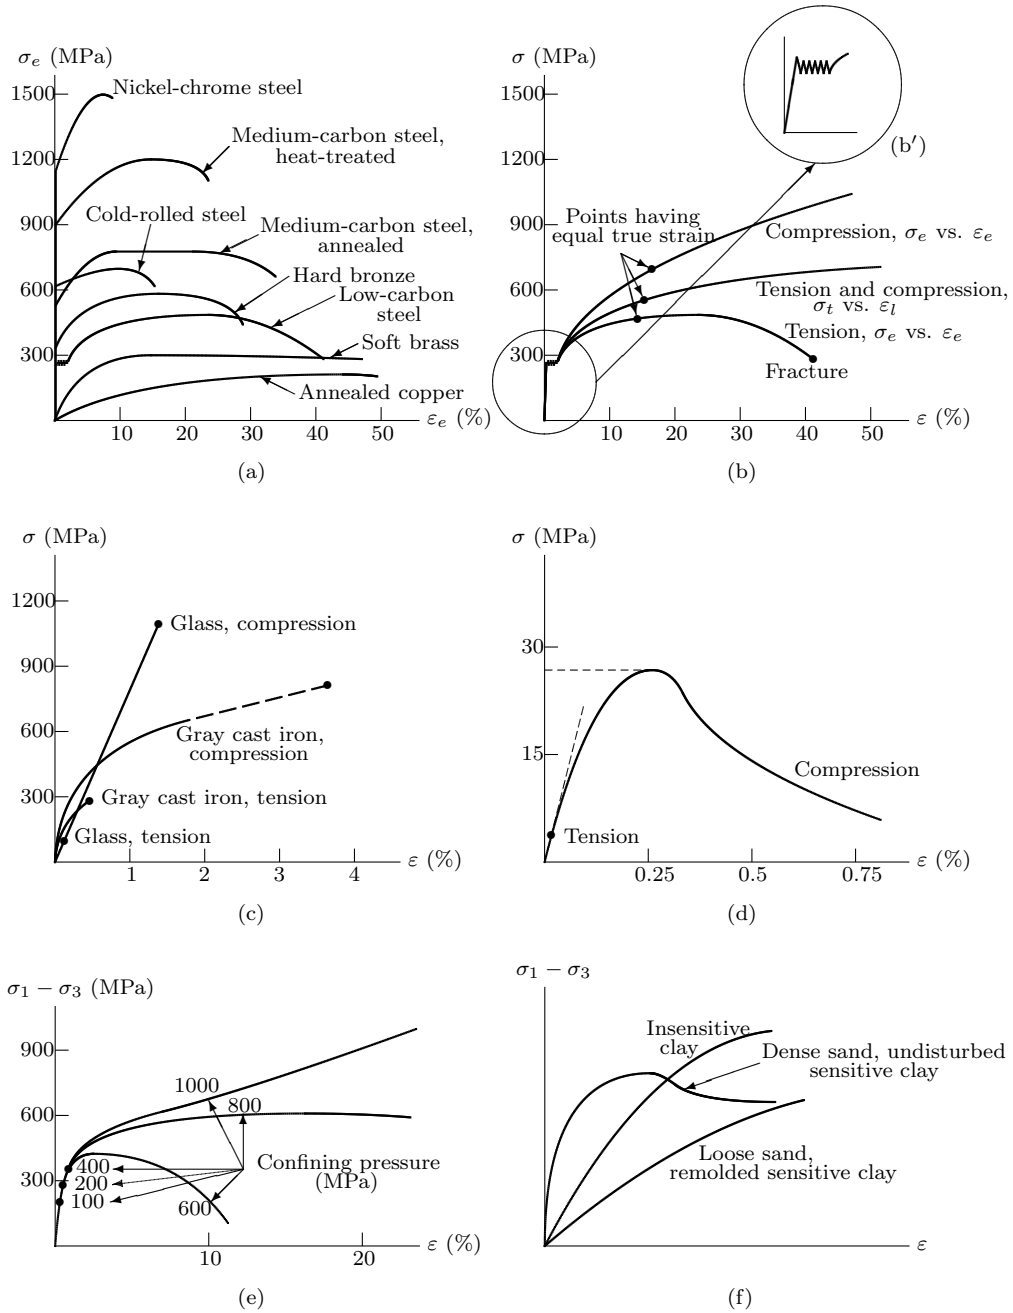 σₑ (MPa)
1500
1200
900
600
300
Nickel-chrome steel
Medium-carbon steel,
heat-treated
Cold-rolled steel
Medium-carbon steel,
annealed
Hard bronze
Low-carbon
steel
Soft brass
Annealed copper
10 20 30 40 50
εₑ (%)
(a)
σ (MPa)
1500
1200
900
600
300
(b′)
Points having
equal true strain
Compression, σₑ vs. εₑ
Tension and compression,
σₜ vs. εₗ
Tension, σₑ vs. εₑ
Fracture
10 20 30 40 50
ε (%)
(b)
σ (MPa)
1200
900
600
300
Glass, compression
Gray cast iron,
compression
Gray cast iron, tension
Glass, tension
1 2 3 4
ε (%)
(c)
σ (MPa)
30
15
Compression
Tension
0.25 0.5 0.75
ε (%)
(d)
σ₁ − σ₃ (MPa)
900
600
300
1000
800
400
200
100
600
Confining pressure
(MPa)
10 20
ε (%)
(e)
σ₁ − σ₃
Insensitive
clay
Dense sand, undisturbed
sensitive clay
Loose sand,
remolded sensitive clay
ε
(f)